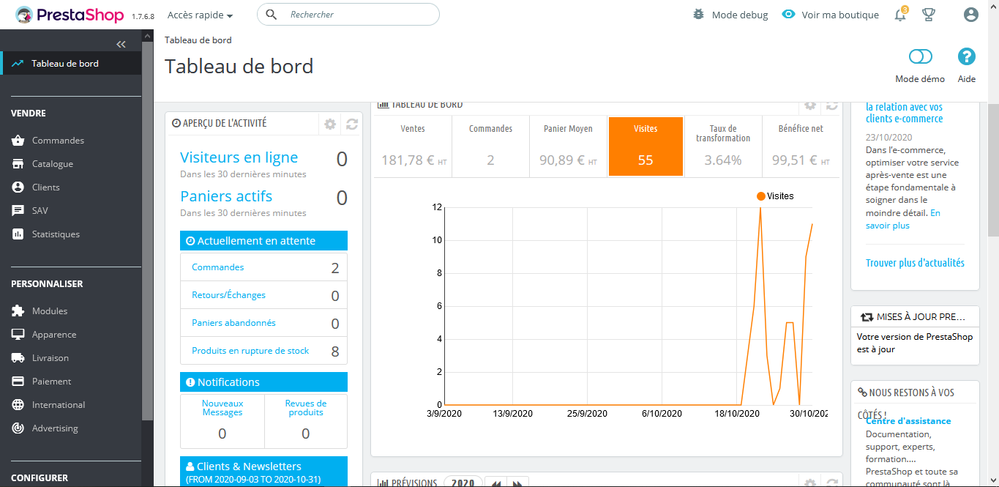 PrestaShop 1.7.6.8
Accès rapide
Rechercher
Mode debug
Voir ma boutique
3
Tableau de bord
VENDRE
Commandes
Catalogue
Clients
SAV
Statistiques
PERSONNALISER
Modules
Apparence
Livraison
Paiement
International
Advertising
CONFIGURER
Tableau de bord
Tableau de bord
Mode démo
Aide
APERÇU DE L'ACTIVITÉ
Visiteurs en ligne 0
Dans les 30 dernières minutes
Paniers actifs 0
Dans les 30 dernières minutes
Actuellement en attente
Commandes 2
Retours/Échanges 0
Paniers abandonnés 0
Produits en rupture de stock 8
Notifications
Nouveaux
Messages
0
Revues de
produits
0
Clients & Newsletters
(FROM 2020-09-03 TO 2020-10-31)
TABLEAU DE BORD
Ventes
181,78 € HT
Commandes
2
Panier Moyen
90,89 € HT
Visites
55
Taux de
transformation
3.64%
Bénéfice net
99,51 € HT
Visites
12
10
8
6
4
2
0
3/9/2020 13/9/2020 25/9/2020 6/10/2020 18/10/2020 30/10/202
PRÉVISIONS 2020
la relation avec vos
clients e-commerce
23/10/2020
Dans l'e-commerce,
optimiser votre service
après-vente est une
étape fondamentale à
soigner dans le
moindre détail. En
savoir plus
Trouver plus d'actualités
MISES À JOUR PRE...
Votre version de PrestaShop
est à jour
NOUS RESTONS À VOS
CÔTÉS !
Centre d'assistance
Documentation,
support, experts,
formation....
PrestaShop et toute sa
communauté sont là